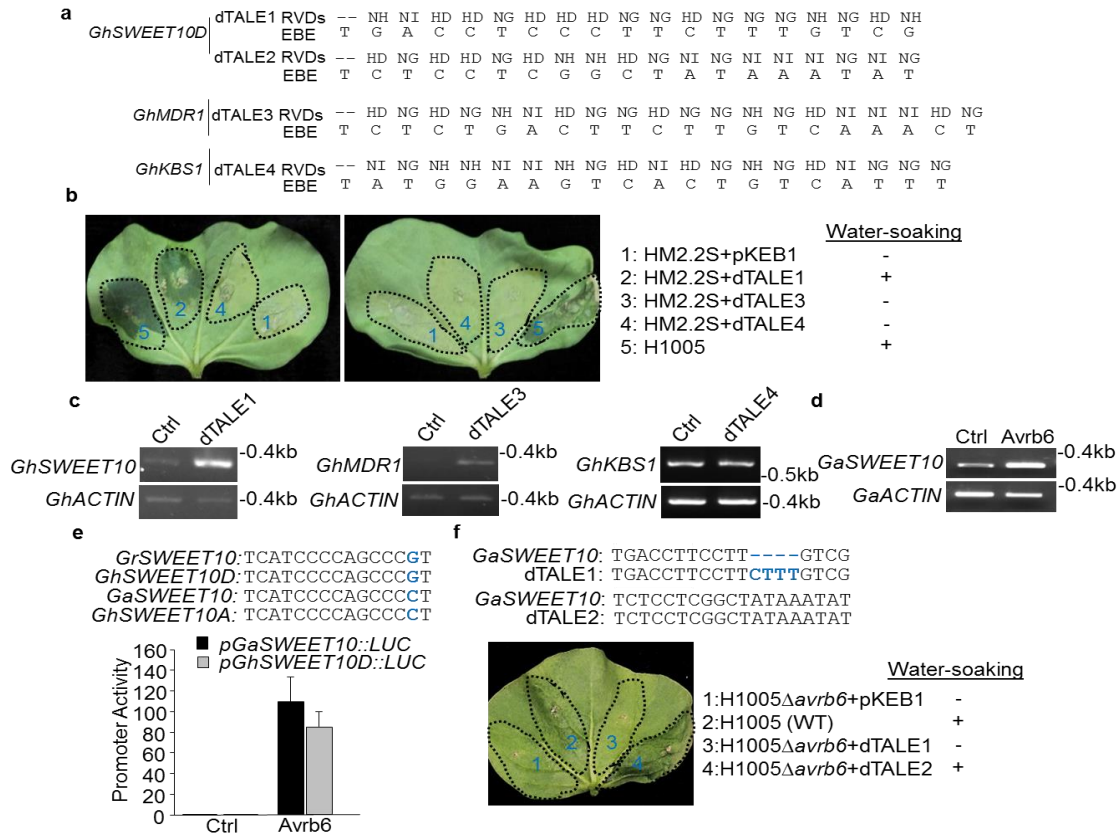 a
GhSWEET10D dTALE1 RVDs -- NH NI HD HD NG HD HD HD NG NG HD NG NG NG NH NG HD NH
EBE T G A C C T C C C T T C T T T G T C G
dTALE2 RVDs -- HD NG HD HD NG HD NH NH HD NG NI NG NI NI NI NG NI NG
EBE T C T C C T C G G C T A T A A A T A T
GhMDR1 dTALE3 RVDs -- HD NG HD NG NH NI HD NG NG HD NG NG NH NG HD NI NI NI HD NG
EBE T C T C T G A C T T C T T G T C A A A C T
GhKBS1 dTALE4 RVDs -- NI NG NH NH NI NI NH NG HD NI HD NG NH NG HD NI NG NG NG
EBE T A T G G A A G T C A C T G T C A T T T
b
Water-soaking
1: HM2.2S+pKEB1 -
2: HM2.2S+dTALE1 +
3: HM2.2S+dTALE3 -
4: HM2.2S+dTALE4 -
5: H1005 +
5 2 4 1
1 4 3 5
c
Ctrl dTALE1
GhSWEET10 -0.4kb
GhACTIN -0.4kb
Ctrl dTALE3
GhMDR1 -0.4kb
GhACTIN -0.4kb
Ctrl dTALE4
GhKBS1 -0.5kb
GhACTIN -0.4kb
d
Ctrl Avrb6
GaSWEET10 -0.4kb
GaACTIN -0.4kb
e
GrSWEET10:TCATCCCCAGCCCGT
GhSWEET10D:TCATCCCCAGCCCGT
GaSWEET10:TCATCCCCAGCCCCT
GhSWEET10A:TCATCCCCAGCCCCT
pGaSWEET10::LUC
pGhSWEET10D::LUC
Promoter Activity
160
140
120
100
80
60
40
20
0
Ctrl Avrb6
f
GaSWEET10: TGACCTTCCTT----GTCG
dTALE1: TGACCTTCCTTCTTTGTCG
GaSWEET10: TCTCCTCGGCTATAAATAT
dTALE2: TCTCCTCGGCTATAAATAT
Water-soaking
1:H1005Δavrb6+pKEB1 -
2:H1005 (WT) +
3:H1005Δavrb6+dTALE1 -
4:H1005Δavrb6+dTALE2 +
1 2 3 4